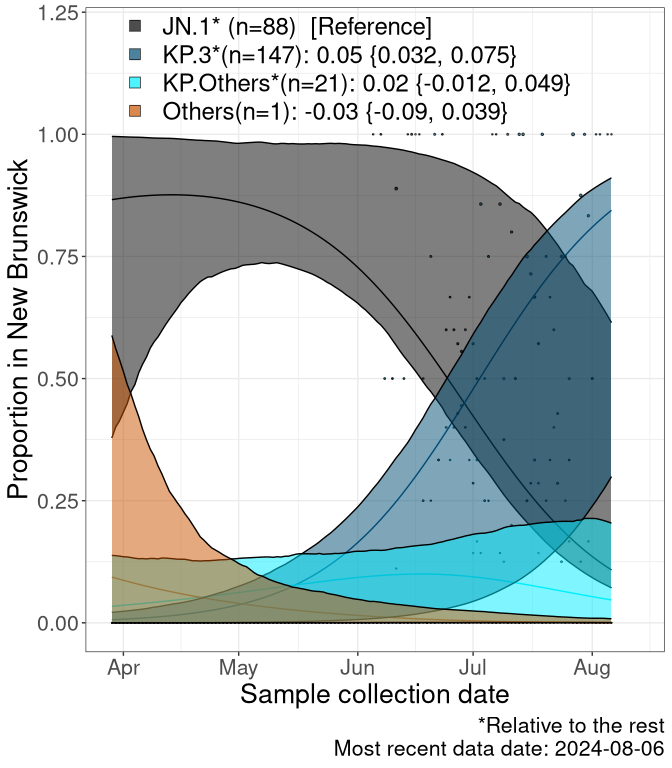 JN.1* (n=88)  [Reference]
KP.3*(n=147): 0.05 {0.032, 0.075}
KP.Others*(n=21): 0.02 {-0.012, 0.049}
Others(n=1): -0.03 {-0.09, 0.039}
1.25
1.00
0.75
0.50
0.25
0.00
Proportion in New Brunswick
Apr May Jun Jul Aug
Sample collection date
*Relative to the rest
Most recent data date: 2024-08-06